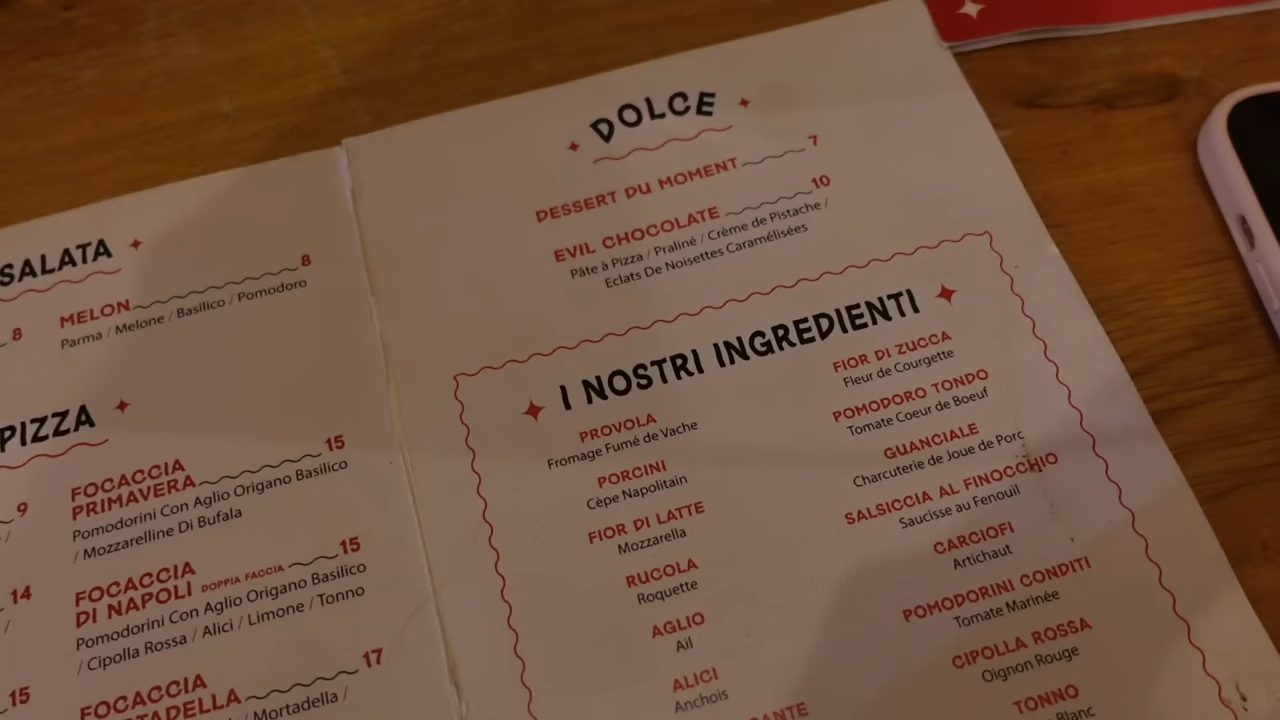 SALATA
8
MELON 8
Parma / Melone / Basilico / Pomodoro
PIZZA
9
/
14
/
15
FOCACCIA
PRIMAVERA 15
Pomodorini Con Aglio Origano Basilico
/ Mozzarelline Di Bufala
FOCACCIA
DI NAPOLI DOPPIA FACCIA 15
Pomodorini Con Aglio Origano Basilico
/ Cipolla Rossa / Alici / Limone / Tonno
FOCACCIA
17
/ Mortadella /
DOLCE
DESSERT DU MOMENT 7
EVIL CHOCOLATE 10
Pâte à Pizza / Praliné / Crème de Pistache /
Eclats De Noisettes Caramélisées
I NOSTRI INGREDIENTI
PROVOLA
Fromage Fumé de Vache
PORCINI
Cèpe Napolitain
FIOR DI LATTE
Mozzarella
RUCOLA
Roquette
AGLIO
Ail
ALICI
Anchois
FIOR DI ZUCCA
Fleur de Courgette
POMODORO TONDO
Tomate Coeur de Boeuf
GUANCIALE
Charcuterie de Joue de Porc
SALSICCIA AL FINOCCHIO
Saucisse au Fenouil
CARCIOFI
Artichaut
POMODORINI CONDITI
Tomate Marinée
CIPOLLA ROSSA
Oignon Rouge
TONNO
Blanc